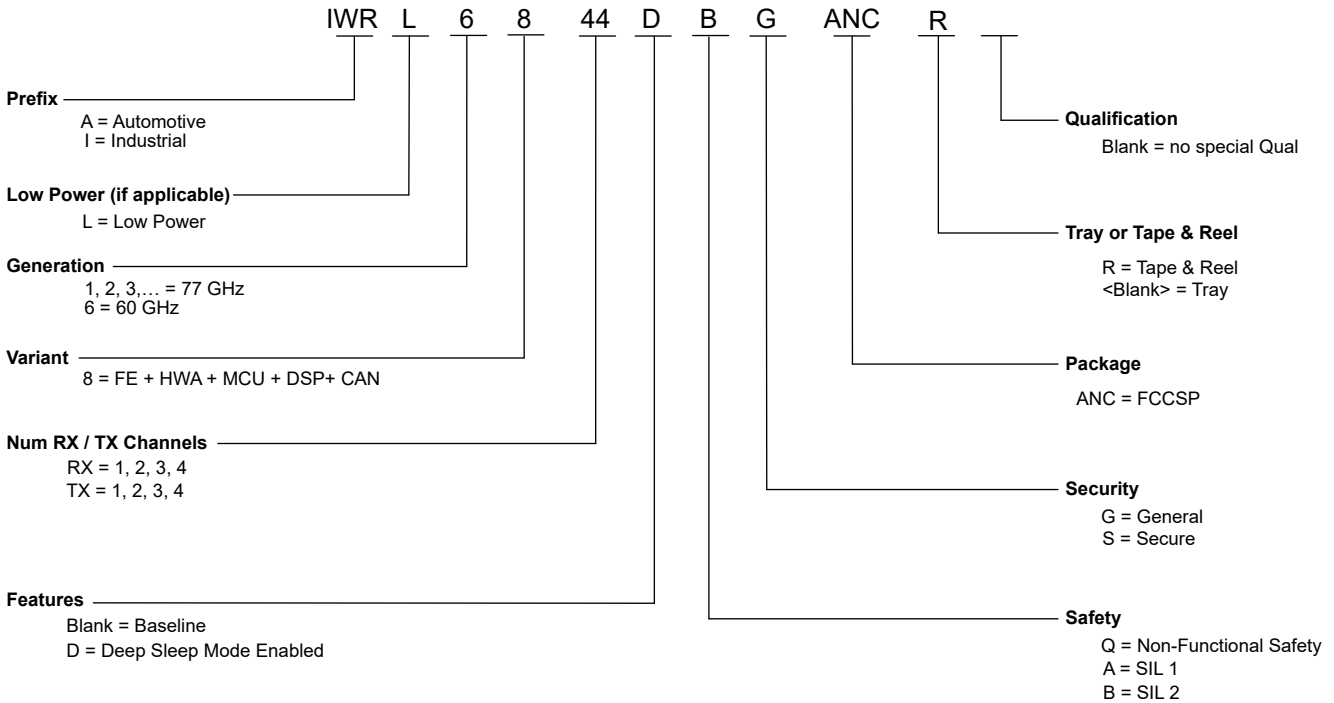 IWR L 6 8 44 D B G ANC R
Prefix
A = Automotive
I = Industrial
Low Power (if applicable)
L = Low Power
Generation
1, 2, 3,… = 77 GHz
6 = 60 GHz
Variant
8 = FE + HWA + MCU + DSP+ CAN
Num RX / TX Channels
RX = 1, 2, 3, 4
TX = 1, 2, 3, 4
Features
Blank = Baseline
D = Deep Sleep Mode Enabled
Qualification
Blank = no special Qual
Tray or Tape & Reel
R = Tape & Reel
<Blank> = Tray
Package
ANC = FCCSP
Security
G = General
S = Secure
Safety
Q = Non-Functional Safety
A = SIL 1
B = SIL 2